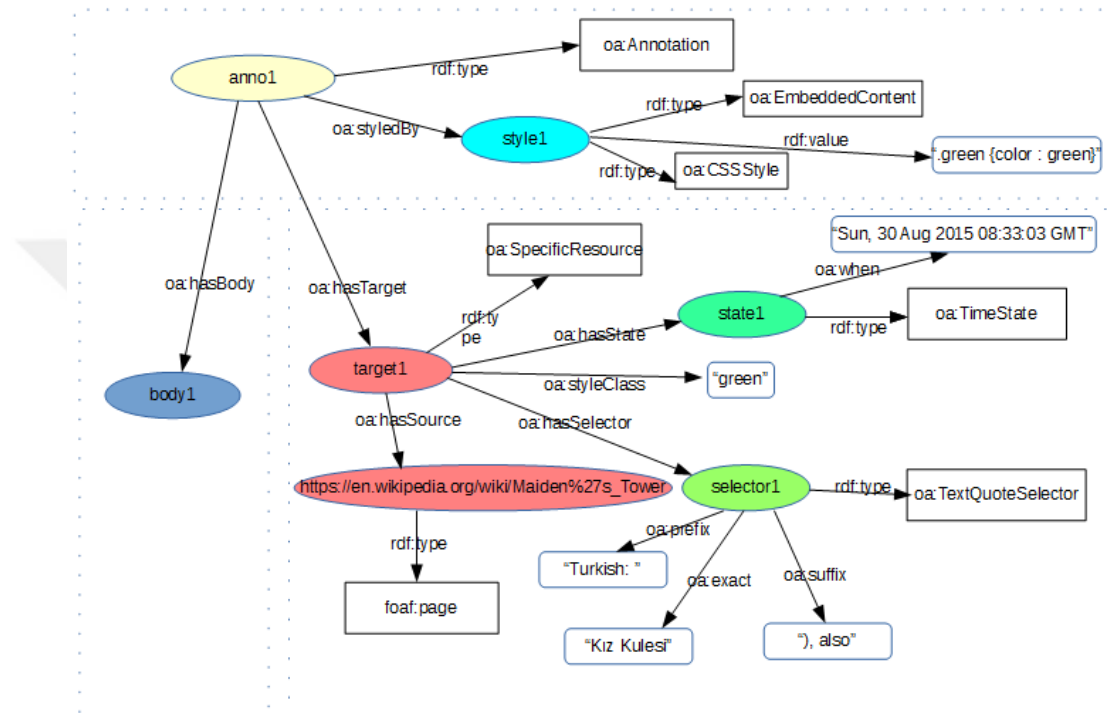 oa:Annotation
anno1
rdf:type
oa:EmbeddedContent
rdf:type
oa:styledBy
style1
rdf:value
“.green {color : green}”
rdf:type
oa:CSSStyle
“Sun, 30 Aug 2015 08:33:03 GMT”
oa:SpecificResource
oa:when
oa:hasBody
oa:hasTarget
rdf:ty
pe
oa:hasState
state1
rdf:type
oa:TimeState
target1
oa:styleClass
“green”
body1
oa:hasSource
oa:hasSelector
https://en.wikipedia.org/wiki/Maiden%27s_Tower
selector1
rdf:type
oa:TextQuoteSelector
oa:prefix
rdf:type
“Turkish: ”
oa:exact
oa:suffix
foaf:page
“Kız Kulesi”
“), also”